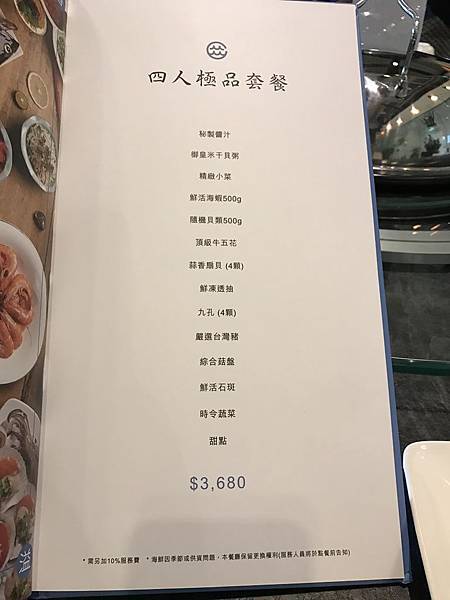 四人極品套餐
秘製醬汁
御皇米干貝粥
精緻小菜
鮮活海蝦500g
隨機貝類500g
頂級牛五花
蒜香扇貝 (4顆)
鮮凍透抽
九孔 (4顆)
嚴選台灣豬
綜合菇盤
鮮活石斑
時令蔬菜
甜點
$3,680
* 需另加10%服務費 * 海鮮因季節或供貨問題，本餐廳保留更換權利(服務人員將於點餐前告知)